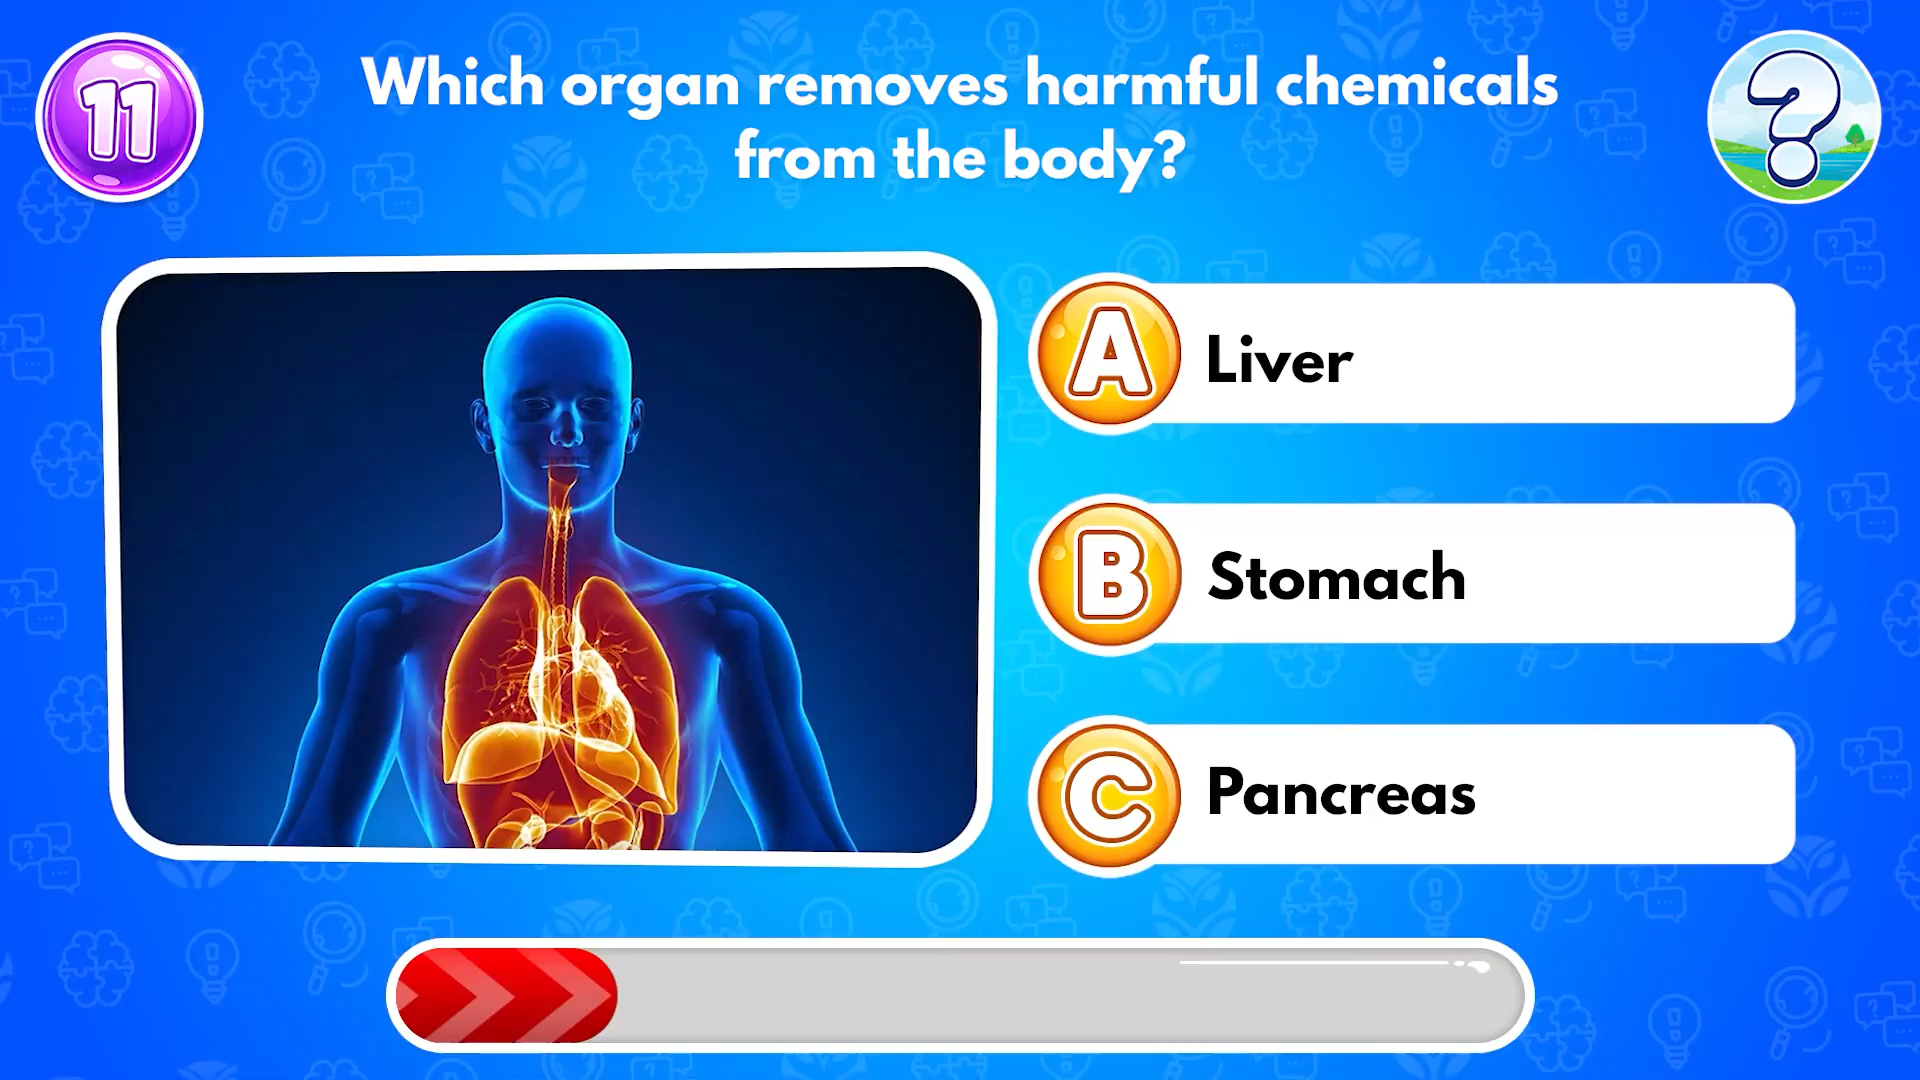 11
Which organ removes harmful chemicals
from the body?
?
A Liver
B Stomach
C Pancreas